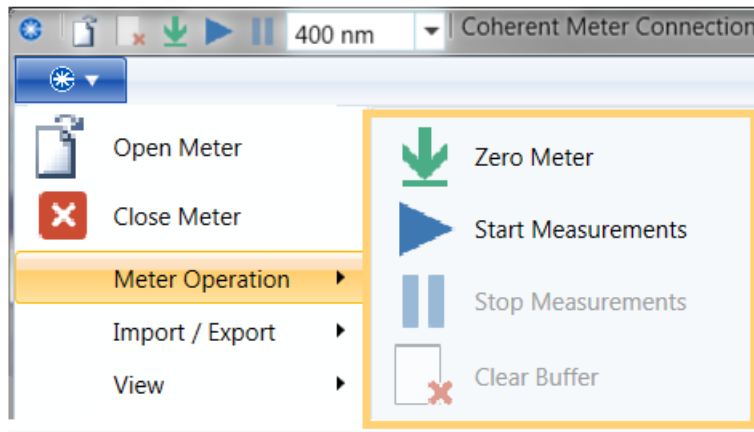 400 nm
Coherent Meter Connection
Open Meter
Close Meter
Meter Operation
Import / Export
View
Zero Meter
Start Measurements
Stop Measurements
Clear Buffer